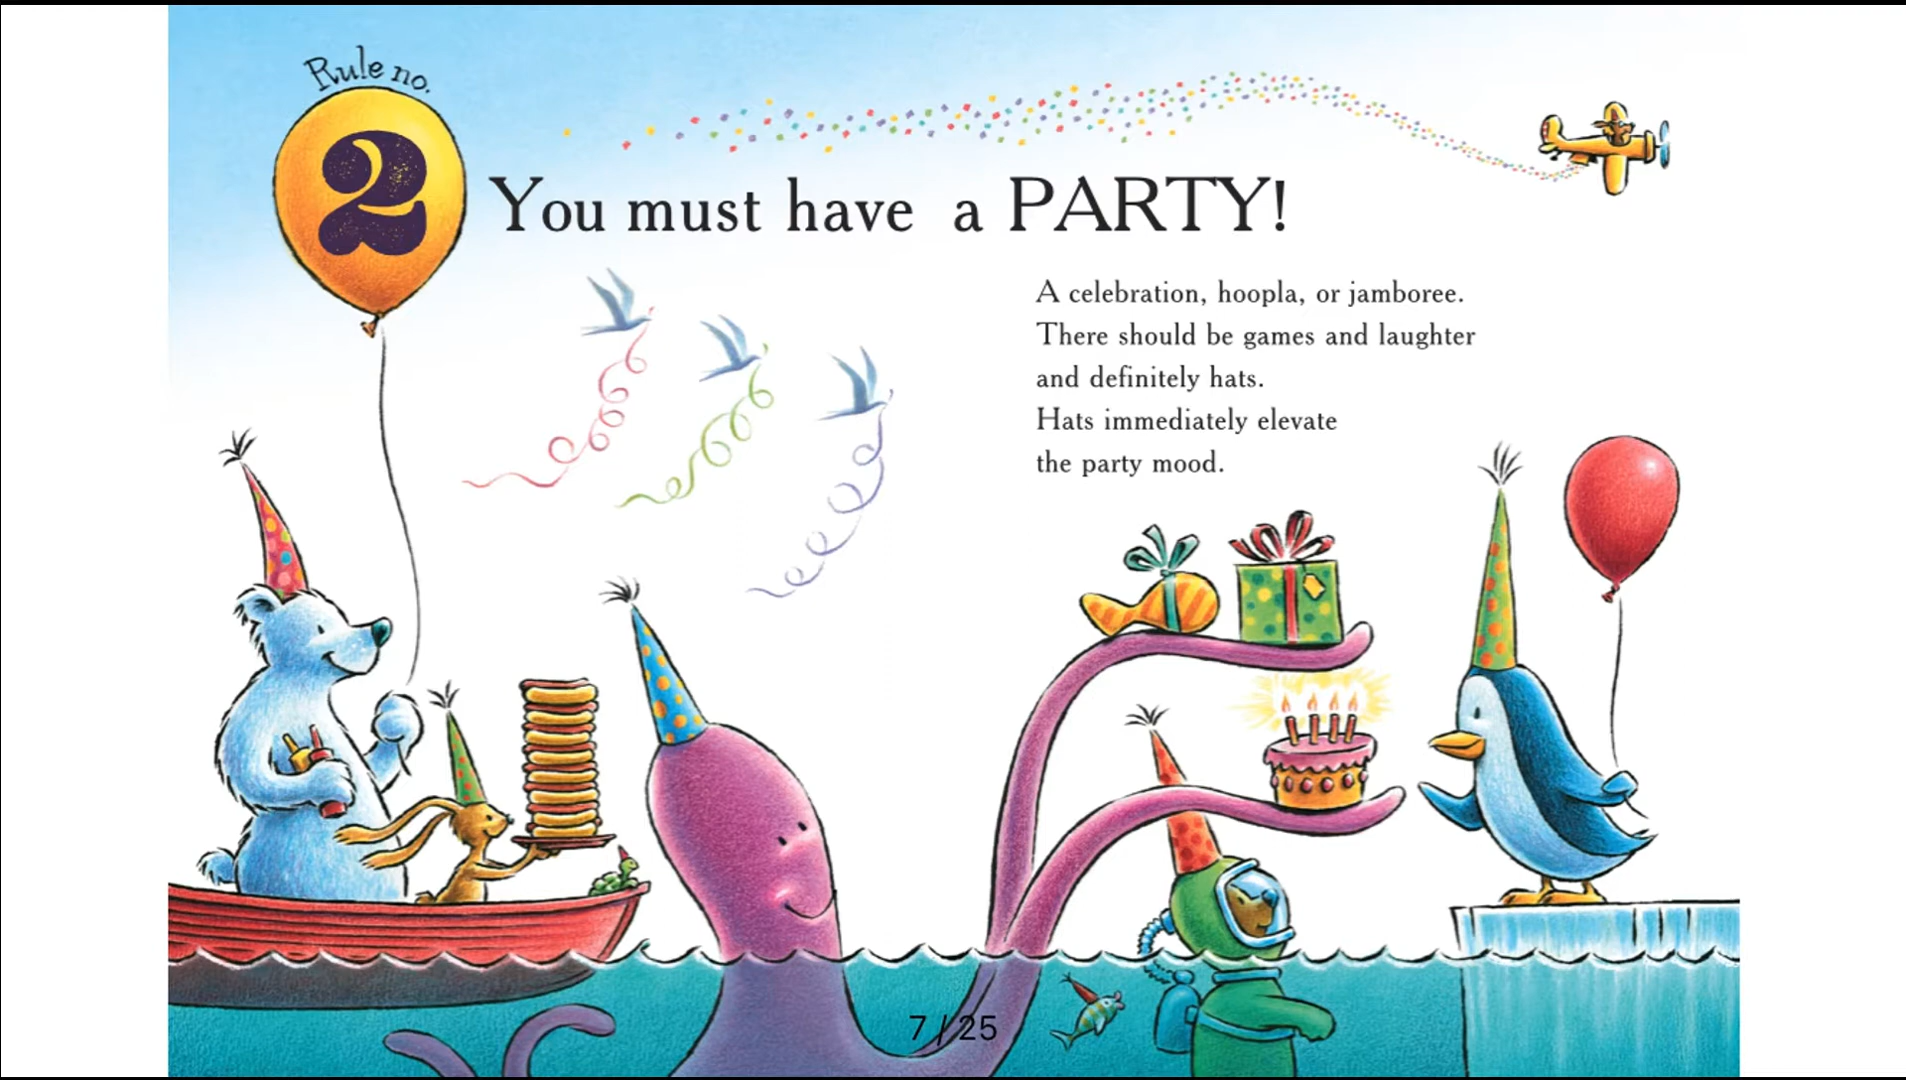 Rule no.
2
You must have a PARTY!
A celebration, hoopla, or jamboree.
There should be games and laughter
and definitely hats.
Hats immediately elevate
the party mood.
7 / 25